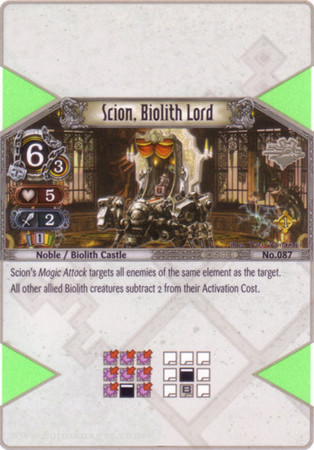 Scion, Biolith Lord
6
3
5
2
Noble / Biolith Castle No.087
Scion's Magic Attack targets all enemies of the same element as the target.
All other allied Biolith creatures subtract 2 from their Activation Cost.